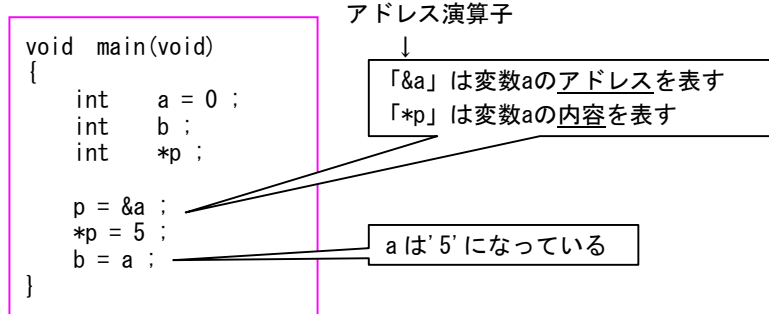 アドレス演算子
↓
void main(void)
{
int a = 0 ;
int b ;
int *p ;
p = &a ;
*p = 5 ;
b = a ;
}
「&a」は変数aのアドレスを表す
「*p」は変数aの内容を表す
aは'5'になっている